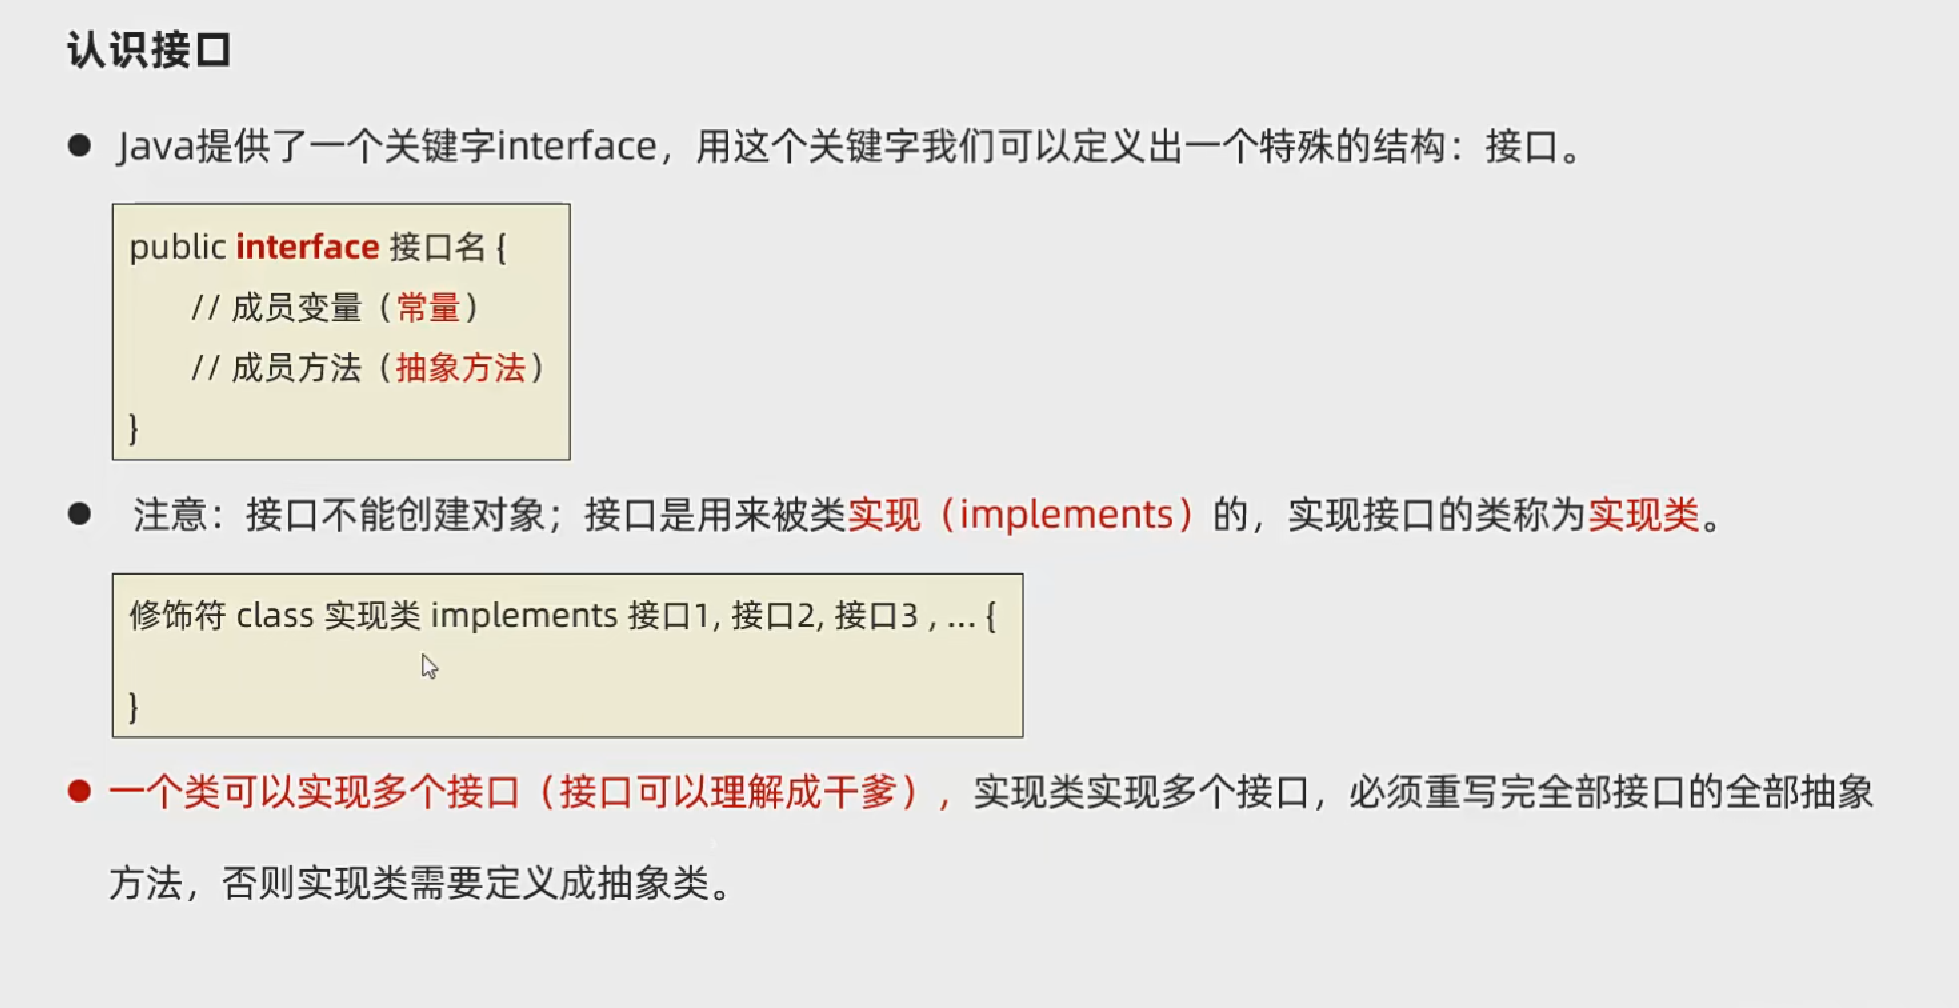 认识接口
● Java提供了一个关键字interface，用这个关键字我们可以定义出一个特殊的结构：接口。
public interface 接口名 {
// 成员变量（常量）
// 成员方法（抽象方法）
}
● 注意：接口不能创建对象；接口是用来被类实现（implements）的，实现接口的类称为实现类。
修饰符 class 实现类 implements 接口1, 接口2, 接口3 , ... {
}
● 一个类可以实现多个接口（接口可以理解成干爹），实现类实现多个接口，必须重写完全部接口的全部抽象
方法，否则实现类需要定义成抽象类。